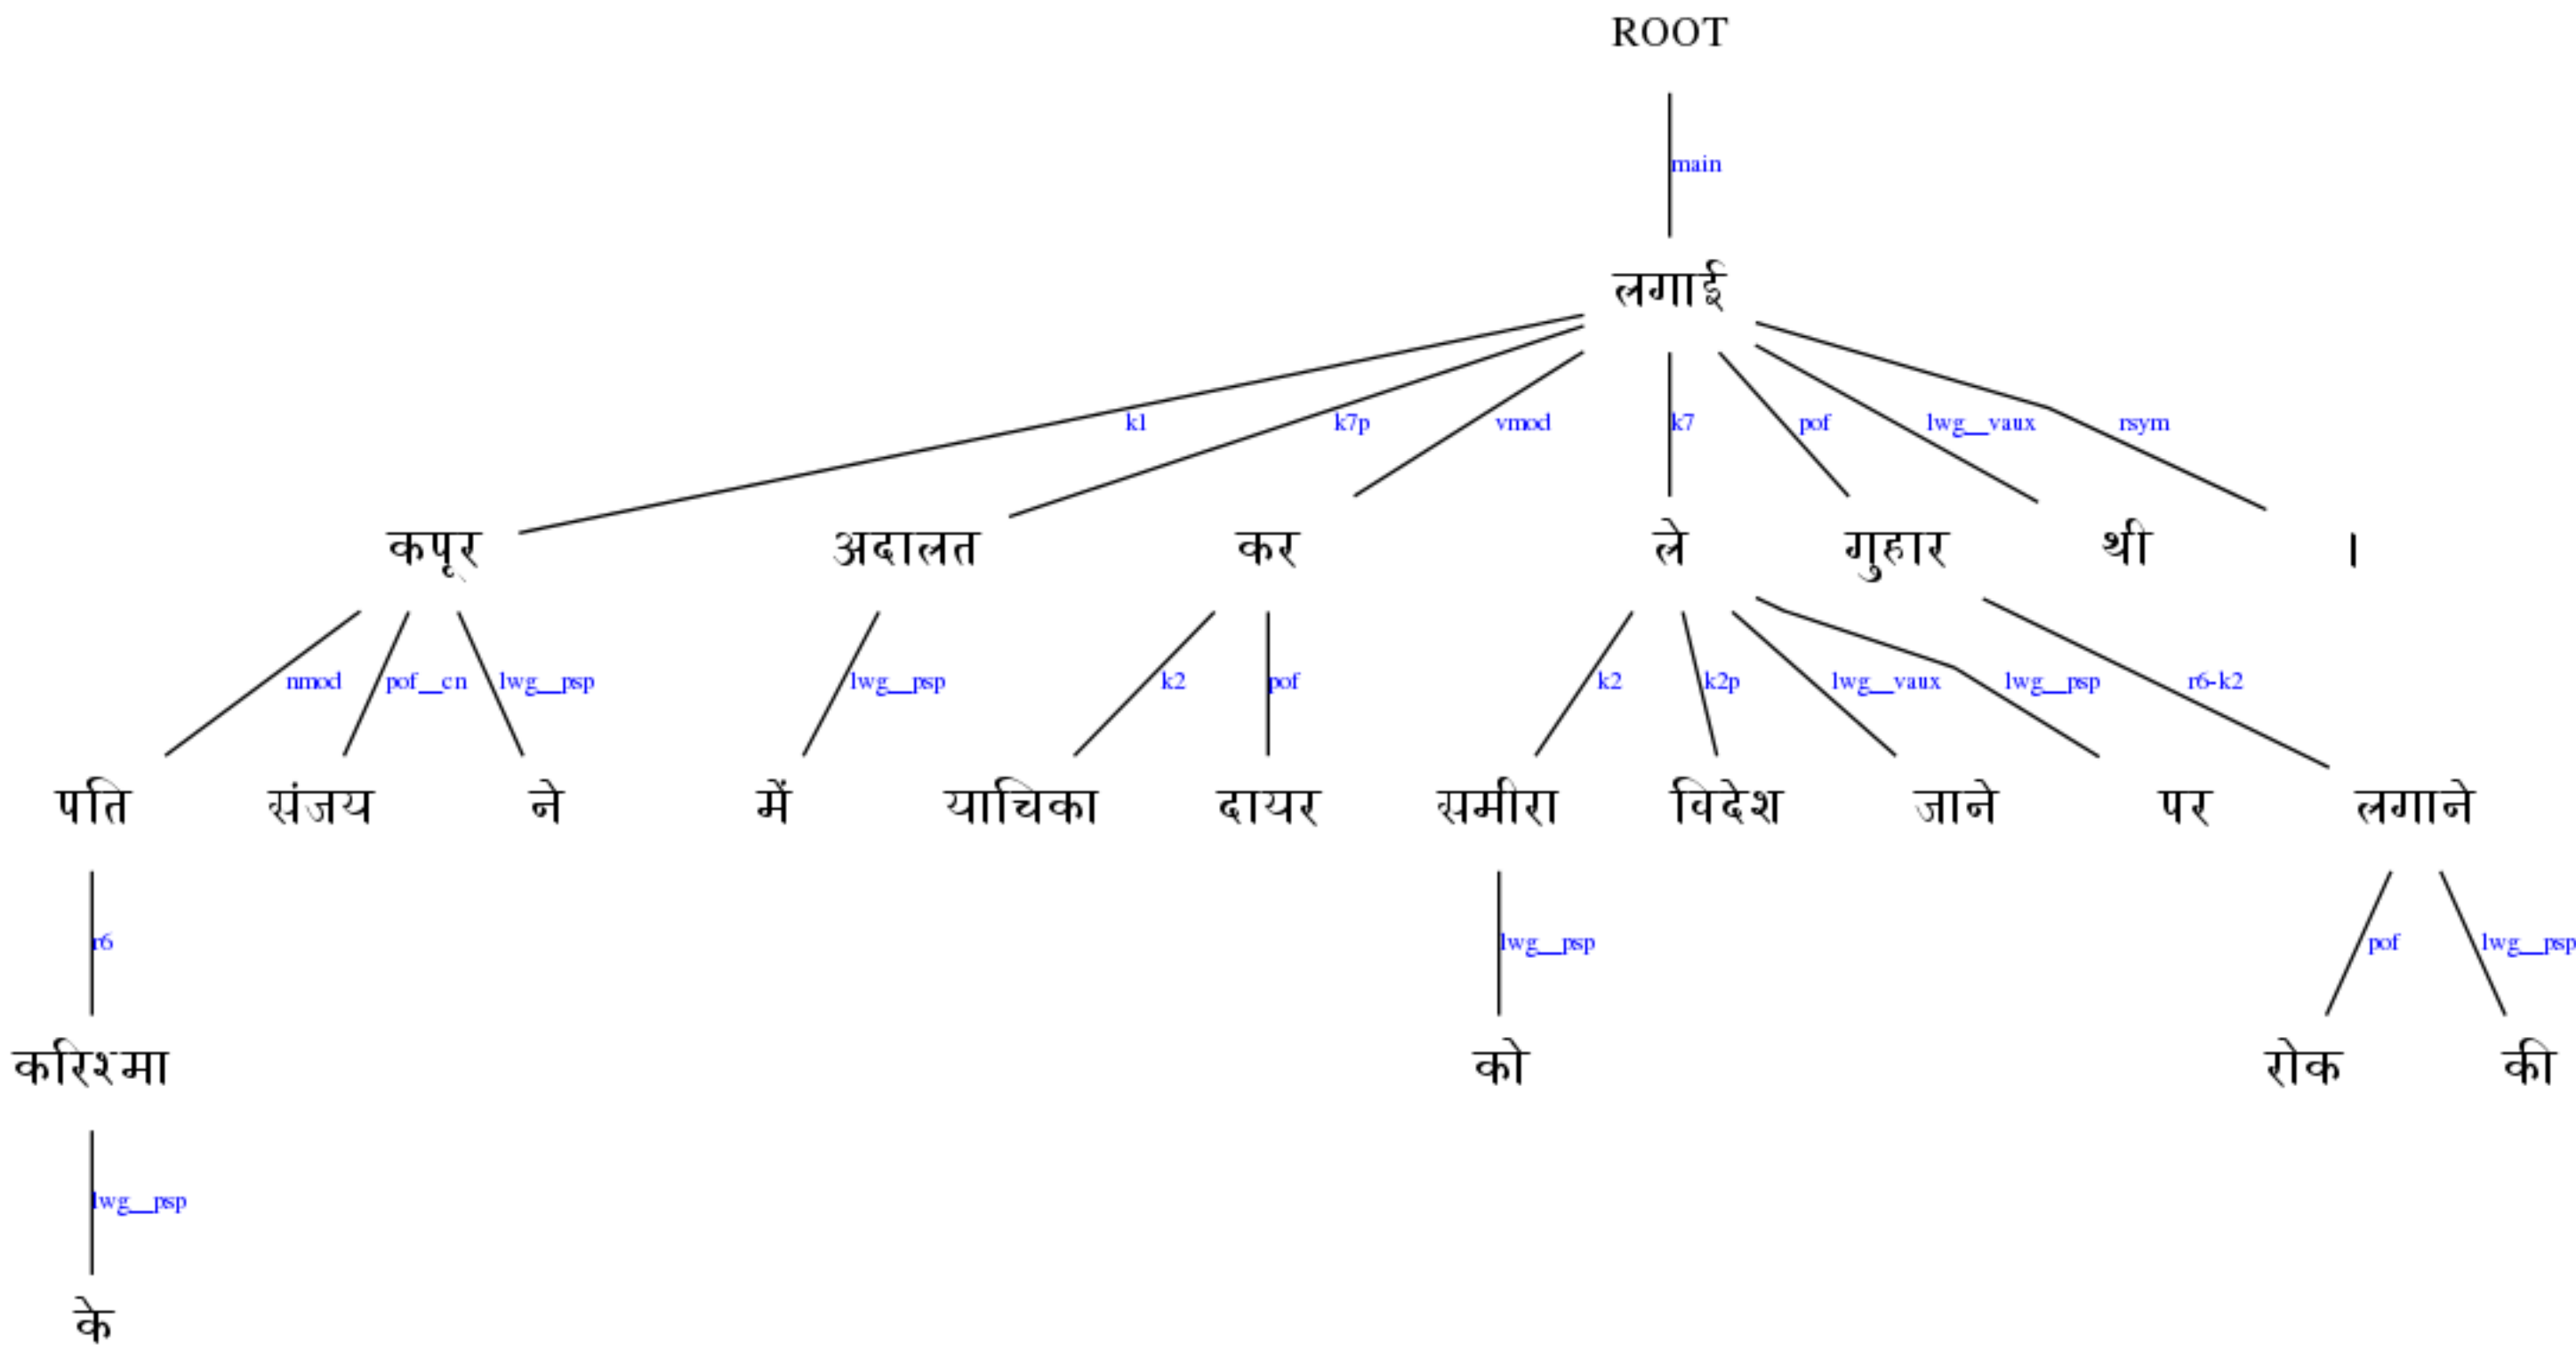 ROOT
main
लगाई
k1 k7p vmod k7 pof lwg__vaux rsym
कपूर अदालत कर ले गुहार थी ।
nmod pof__cn lwg__psp lwg__psp k2 pof k2 k2p lwg__vaux lwg__psp r6-k2
पति संजय ने में याचिका दायर समीरा विदेश जाने पर लगाने
r6 lwg__psp pof lwg__psp
करिश्मा को रोक की
lwg__psp
के